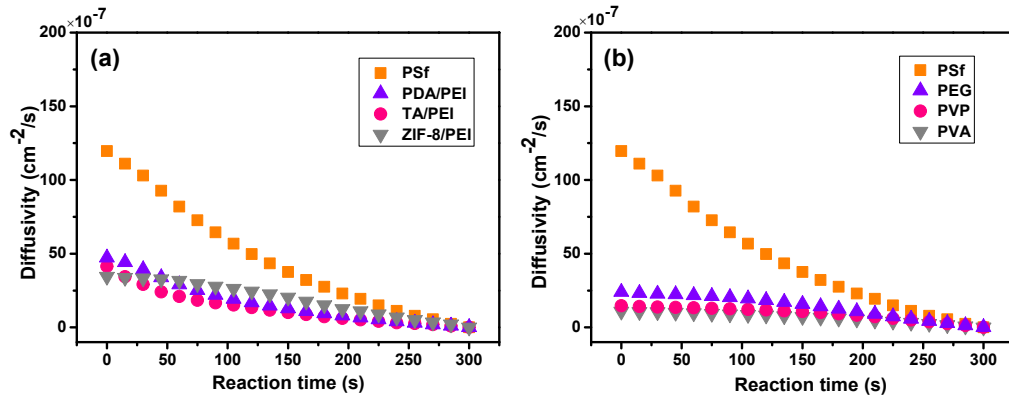 200×10⁻⁷
(a)
PSf
PDA/PEI
TA/PEI
ZIF-8/PEI
150
100
50
0
Diffusivity (cm⁻²/s)
0 50 100 150 200 250 300
Reaction time (s)
200×10⁻⁷
(b)
PSf
PEG
PVP
PVA
150
100
50
0
Diffusivity (cm⁻²/s)
0 50 100 150 200 250 300
Reaction time (s)